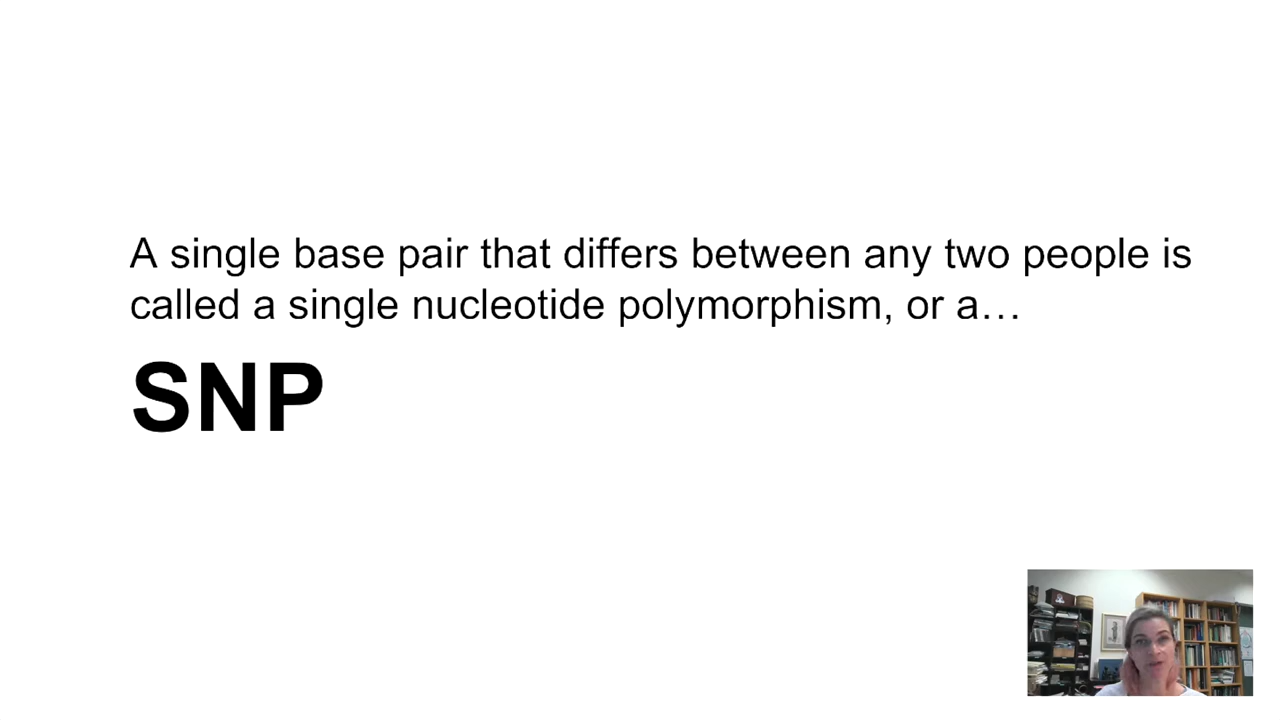 A single base pair that differs between any two people is
called a single nucleotide polymorphism, or a…
SNP